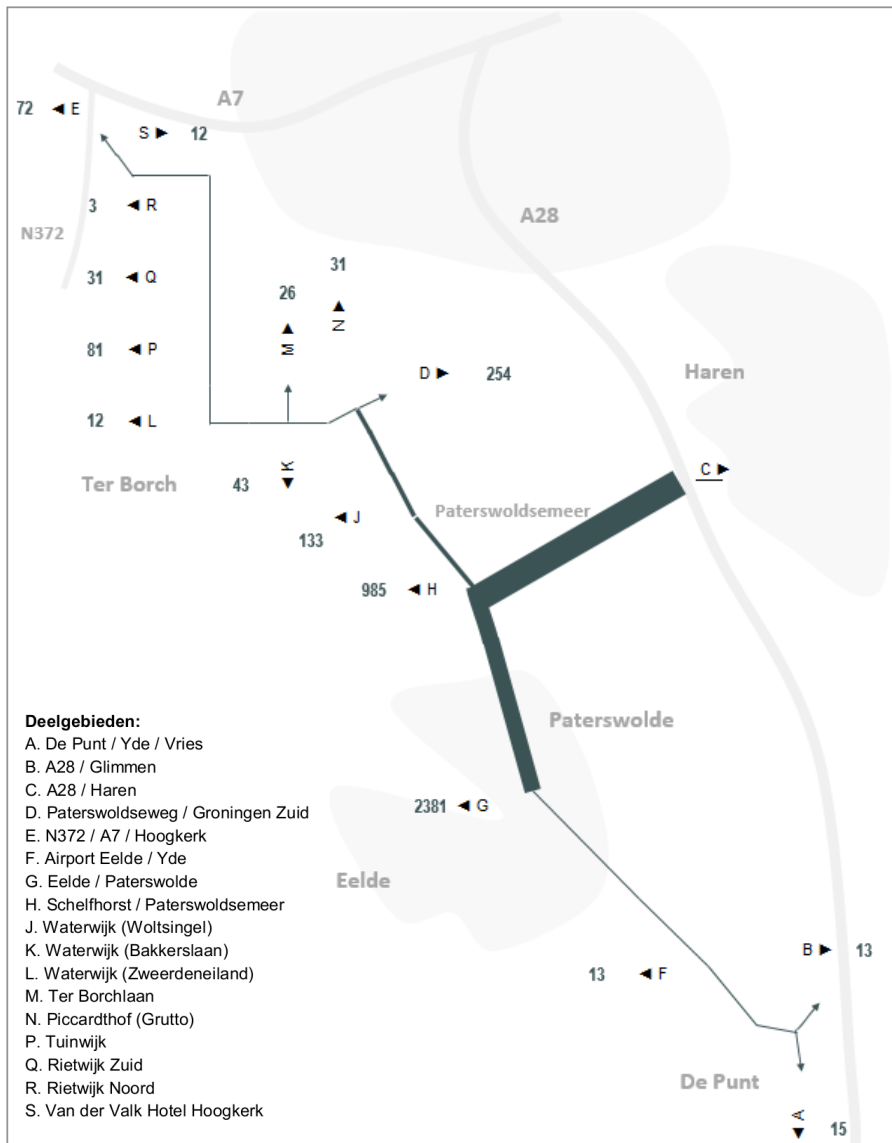 A7
72 ◄ E
S ► 12
3 ◄ R
A28
N372
31
31 ◄ Q
26
N ►
M ►
81 ◄ P
D ► 254
Haren
12 ◄ L
K ◄
C ►
Ter Borch
43
Paterswoldsemeer
◄ J
133
985 ◄ H
Paterswolde
2381 ◄ G
Eelde
B ► 13
13 ◄ F
De Punt
A ◄
15
Deelgebieden:
A. De Punt / Yde / Vries
B. A28 / Glimmen
C. A28 / Haren
D. Paterswoldseweg / Groningen Zuid
E. N372 / A7 / Hoogkerk
F. Airport Eelde / Yde
G. Eelde / Paterswolde
H. Schelfhorst / Paterswoldsemeer
J. Waterwijk (Woltsingel)
K. Waterwijk (Bakkerslaan)
L. Waterwijk (Zweerdeneiland)
M. Ter Borchlaan
N. Piccardthof (Grutto)
P. Tuinwijk
Q. Rietwijk Zuid
R. Rietwijk Noord
S. Van der Valk Hotel Hoogkerk